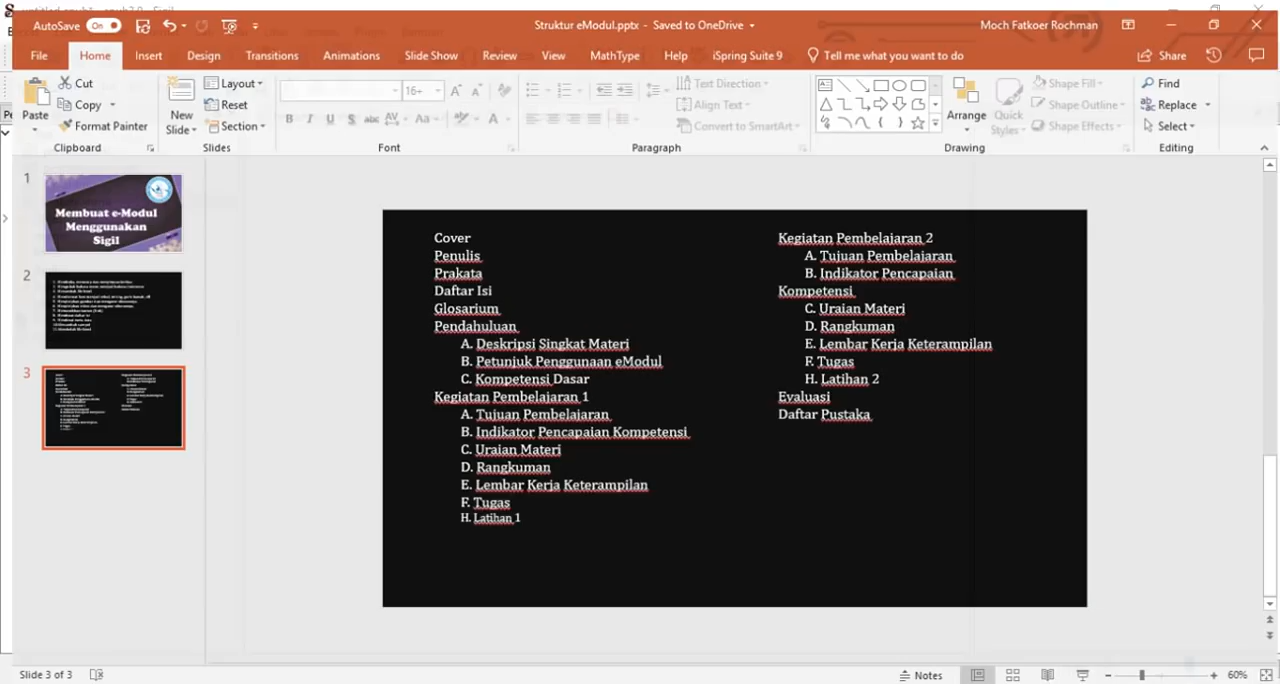 AutoSave On
Struktur eModul.pptx - Saved to OneDrive
Moch Fatkoer Rochman
File Home Insert Design Transitions Animations Slide Show Review View MathType Help iSpring Suite 9 Tell me what you want to do Share
Paste
Cut
Copy
Format Painter
Clipboard
New
Slide
Layout
Reset
Section
Slides
16+
Font
Text Direction
Align Text
Convert to SmartArt
Paragraph
Arrange
Quick
Styles
Shape Fill
Shape Outline
Shape Effects
Drawing
Find
Replace
Select
Editing
1
Membuat e-Modul
Menggunakan
Sigil
2
3
Cover
Penulis
Prakata
Daftar Isi
Glosarium
Pendahuluan
A. Deskripsi Singkat Materi
B. Petunjuk Penggunaan eModul
C. Kompetensi Dasar
Kegiatan Pembelajaran 1
A. Tujuan Pembelajaran
B. Indikator Pencapaian Kompetensi
C. Uraian Materi
D. Rangkuman
E. Lembar Kerja Keterampilan
F. Tugas
H. Latihan 1
Kegiatan Pembelajaran 2
A. Tujuan Pembelajaran
B. Indikator Pencapaian
Kompetensi
C. Uraian Materi
D. Rangkuman
E. Lembar Kerja Keterampilan
F. Tugas
H. Latihan 2
Evaluasi
Daftar Pustaka
Slide 3 of 3
Notes
60%